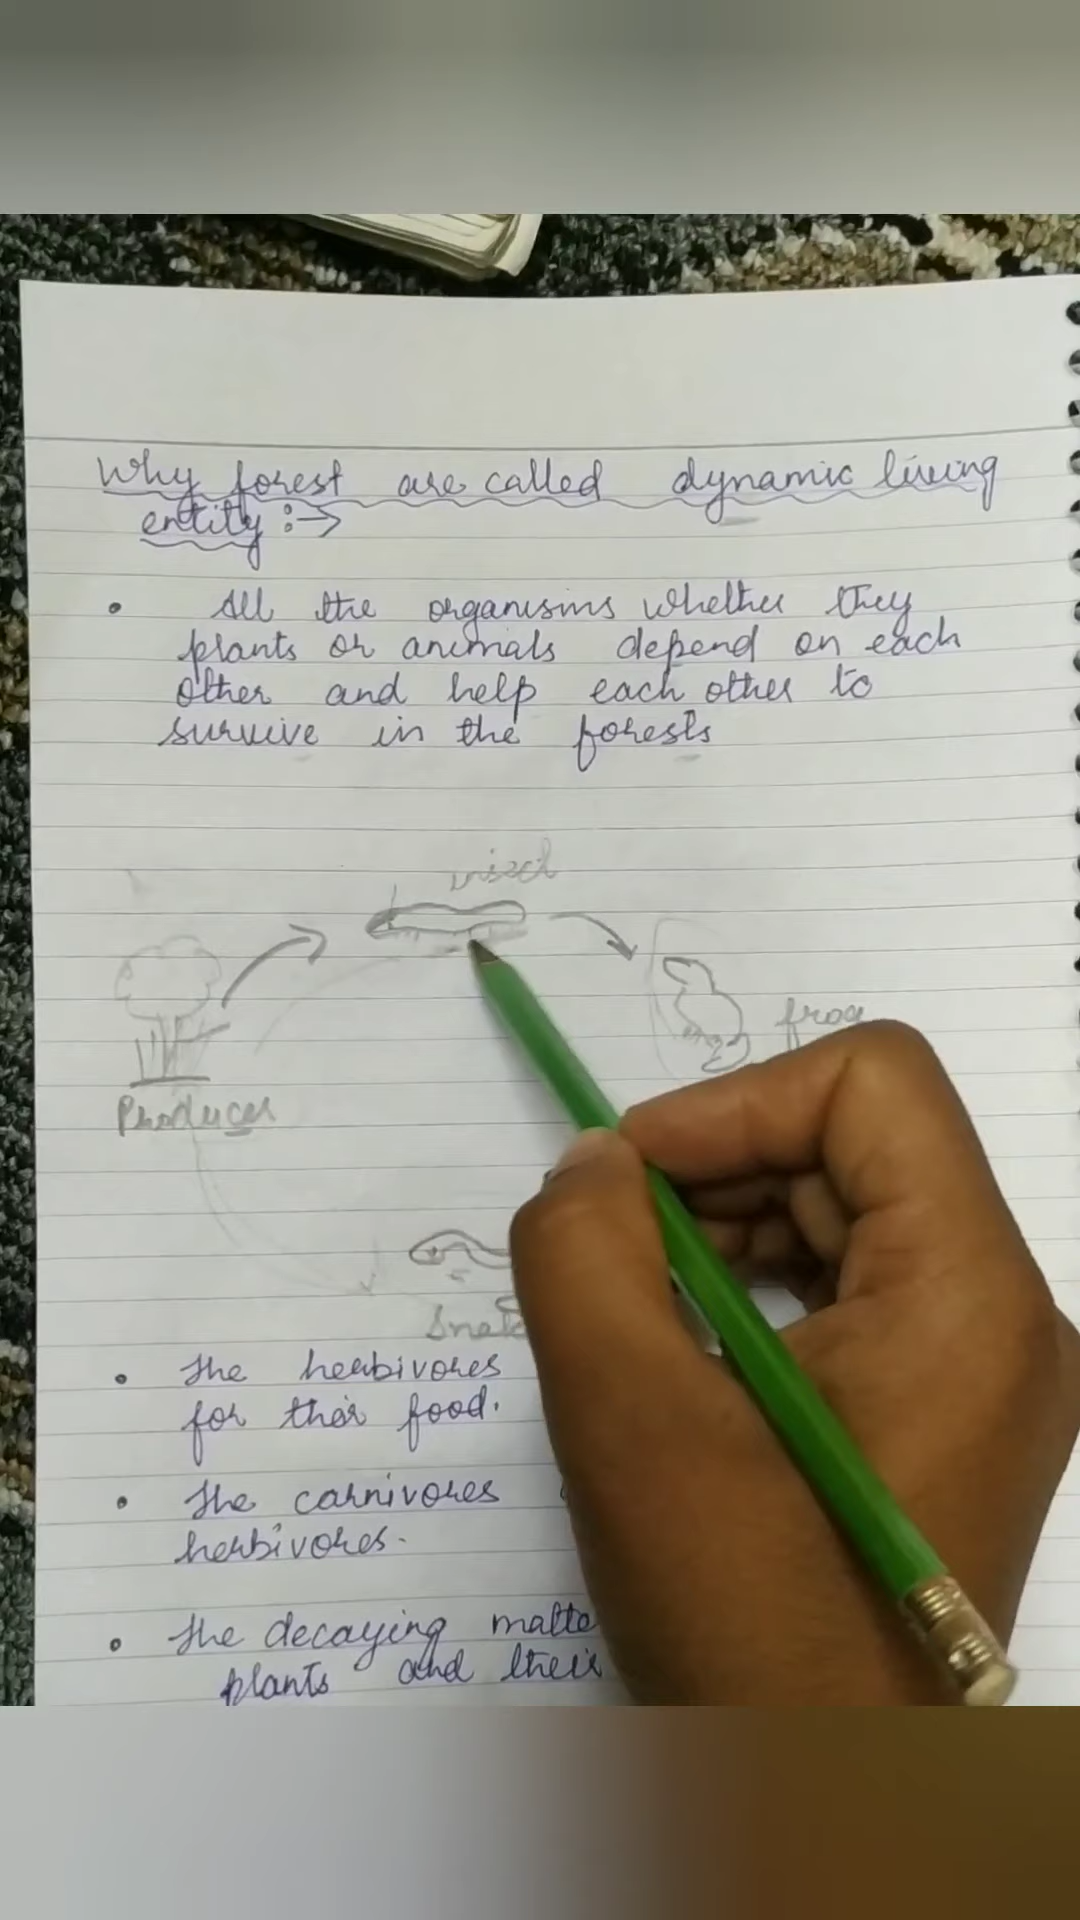 Why forest are called dynamic living
entity :→
• All the organisms whether they
plants or animals depend on each
other and help each other to
survive in the forests
insect
frog
Producer
• The herbivores
for their food.
• The carnivores
herbivores.
• The decaying
plants and their